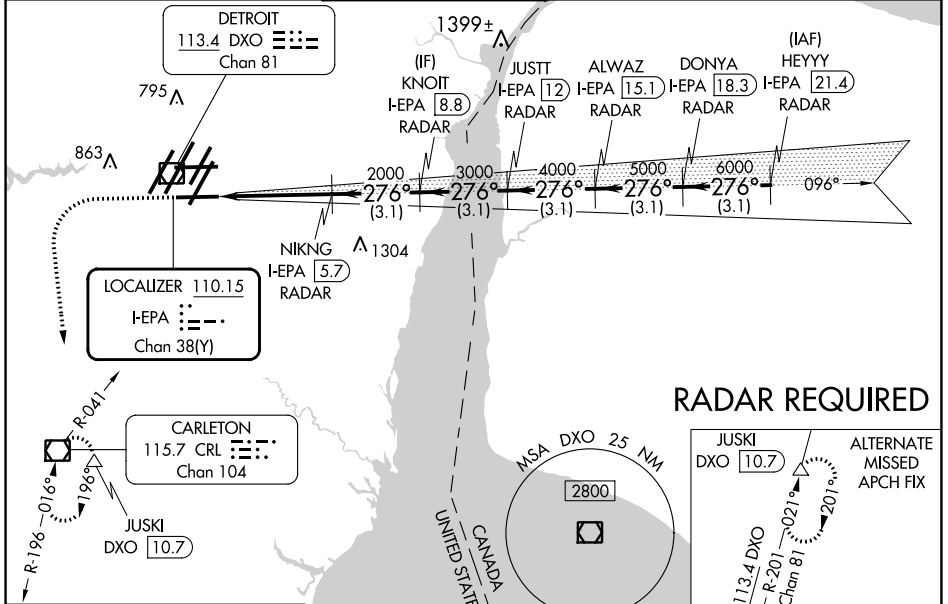 DETROIT
113.4 DXO
Chan 81
795
863
1399±
(IF)
KNOIT
I-EPA 8.8
RADAR
JUSTT
I-EPA 12
RADAR
ALWAZ
I-EPA 15.1
RADAR
DONYA
I-EPA 18.3
RADAR
(IAF)
HEYYY
I-EPA 21.4
RADAR
2000
276°
(3.1)
3000
276°
(3.1)
4000
276°
(3.1)
5000
276°
(3.1)
6000
276°
(3.1)
096°
NIKNG
I-EPA 5.7
RADAR
1304
LOCALIZER 110.15
I-EPA
Chan 38(Y)
R-041
CARLETON
115.7 CRL
Chan 104
016°
196°
R-196
JUSKI
DXO 10.7
MSA DXO 25 NM
2800
CANADA
UNITED STATE
RADAR REQUIRED
JUSKI
DXO 10.7
ALTERNATE
MISSED
APCH FIX
021°
201°
R-201
113.4 DXO
Chan 81